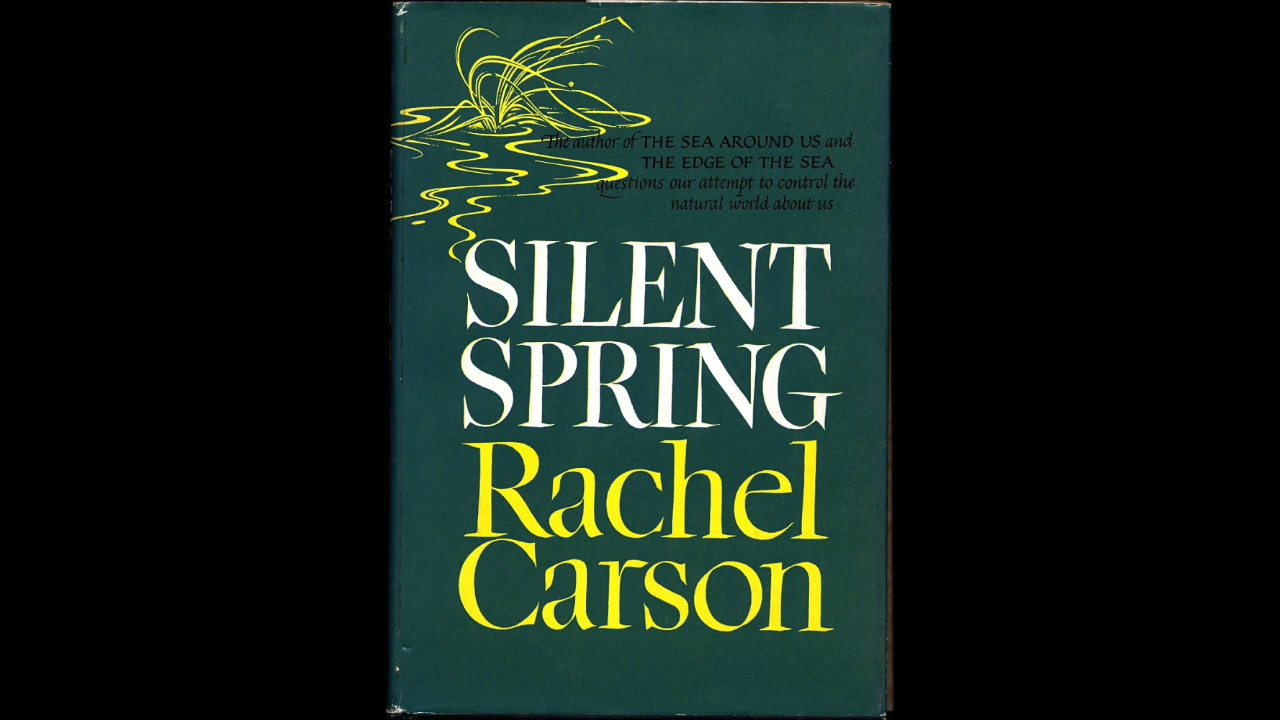 The author of THE SEA AROUND US and
THE EDGE OF THE SEA
questions our attempt to control the
natural world about us
SILENT
SPRING
Rachel
Carson